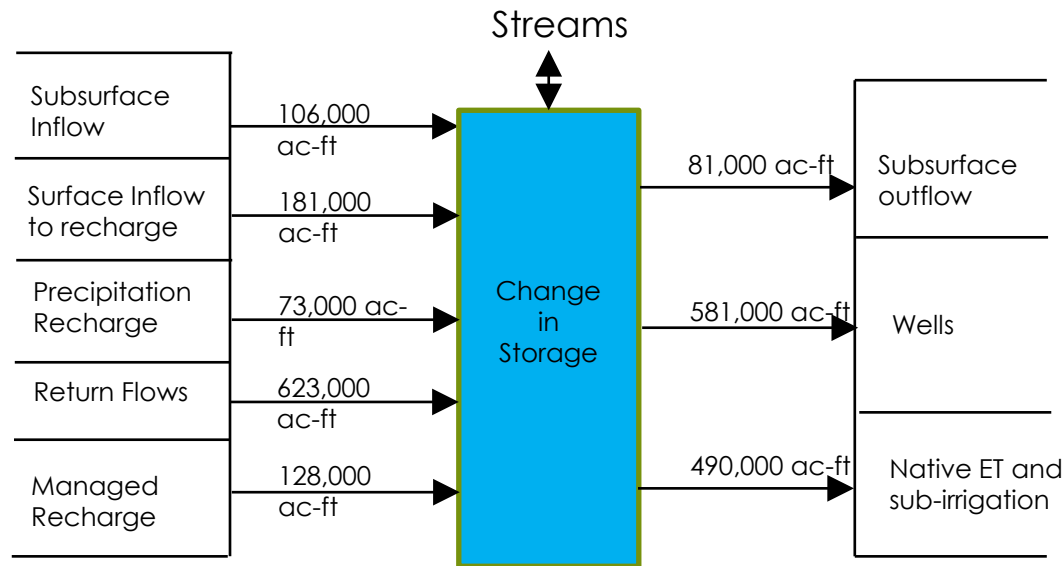 Streams
Subsurface
Inflow
106,000
ac-ft
Surface Inflow
to recharge
181,000
ac-ft
Precipitation
Recharge
73,000 ac-
ft
Return Flows
623,000
ac-ft
Managed
Recharge
128,000
ac-ft
Change
in
Storage
81,000 ac-ft
Subsurface
outflow
581,000 ac-ft
Wells
490,000 ac-ft
Native ET and
sub-irrigation